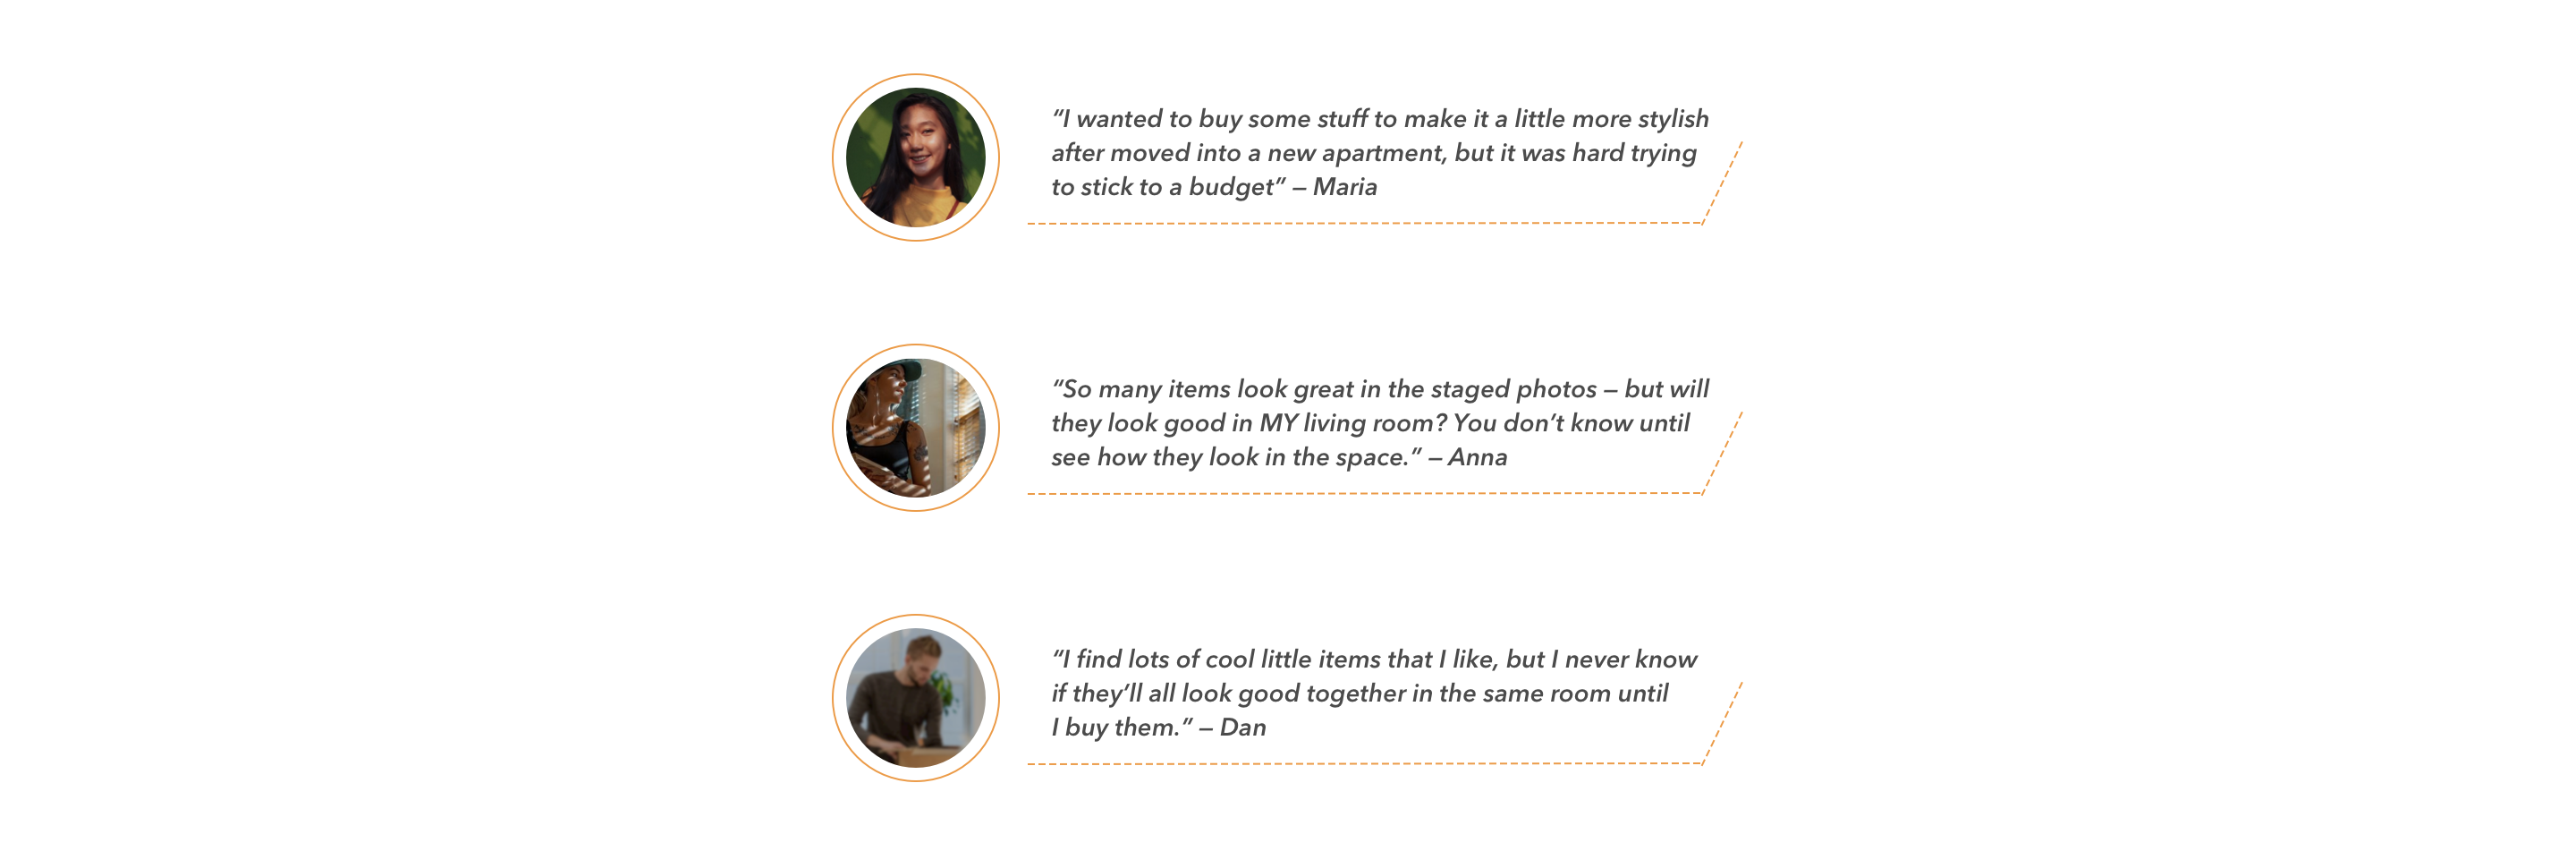 “I wanted to buy some stuff to make it a little more stylish
after moved into a new apartment, but it was hard trying
to stick to a budget” – Maria
“So many items look great in the staged photos – but will
they look good in MY living room? You don’t know until
see how they look in the space.” – Anna
“I find lots of cool little items that I like, but I never know
if they’ll all look good together in the same room until
I buy them.” – Dan